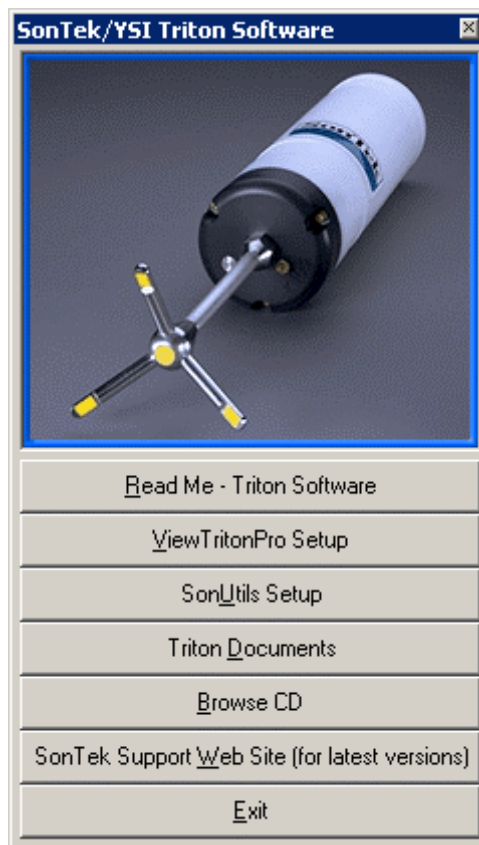 SonTek/YSI Triton Software
SonTek
Read Me - Triton Software
ViewTritonPro Setup
SonUtils Setup
Triton Documents
Browse CD
SonTek Support Web Site (for latest versions)
Exit